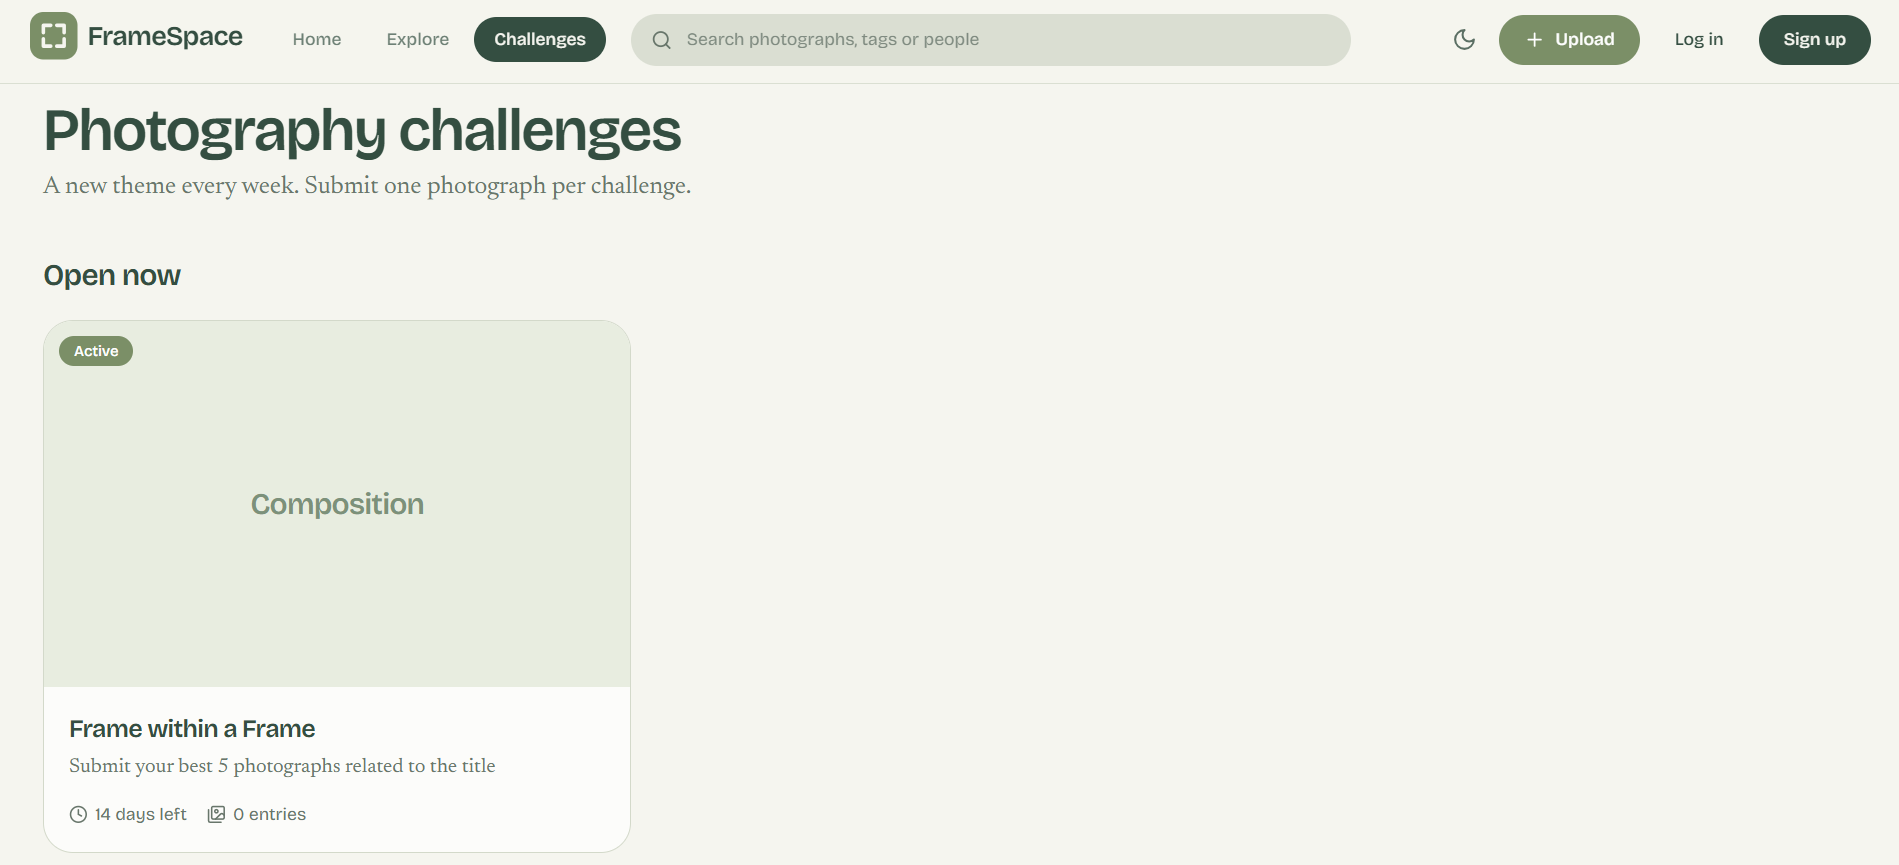 FrameSpace Home Explore Challenges Search photographs, tags or people Upload Log in Sign up
Photography challenges
A new theme every week. Submit one photograph per challenge.
Open now
Active
Composition
Frame within a Frame
Submit your best 5 photographs related to the title
14 days left 0 entries